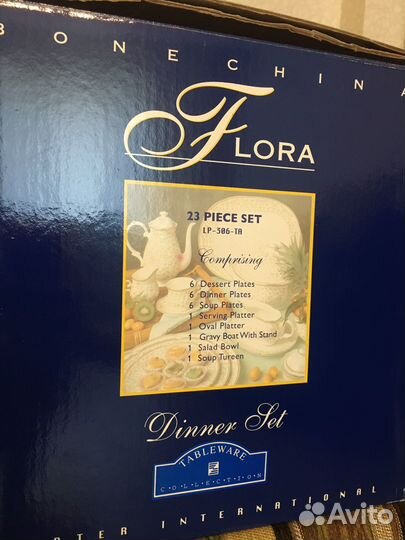 BONE CHINA
FLORA
23 PIECE SET
LP-306-TA
Comprising
6 Dessert Plates
6 Dinner Plates
6 Soup Plates
1 Serving Platter
1 Oval Platter
1 Gravy Boat With Stand
1 Salad Bowl
1 Soup Tureen
Dinner Set
TABLEWARE
COLLECTION
INTERNATIONAL
Avito